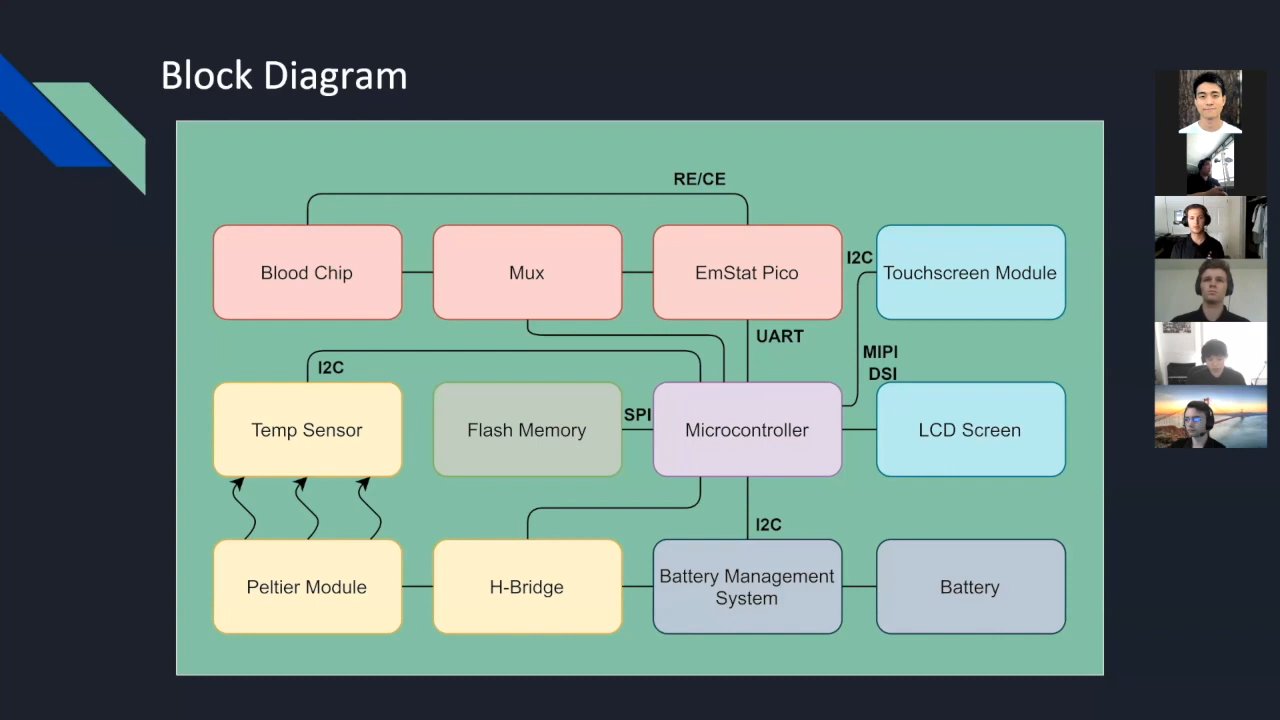 Block Diagram
RE/CE
Blood Chip
Mux
EmStat Pico
I2C
Touchscreen Module
UART
MIPI
DSI
I2C
Temp Sensor
Flash Memory
SPI
Microcontroller
LCD Screen
I2C
Peltier Module
H-Bridge
Battery Management
System
Battery